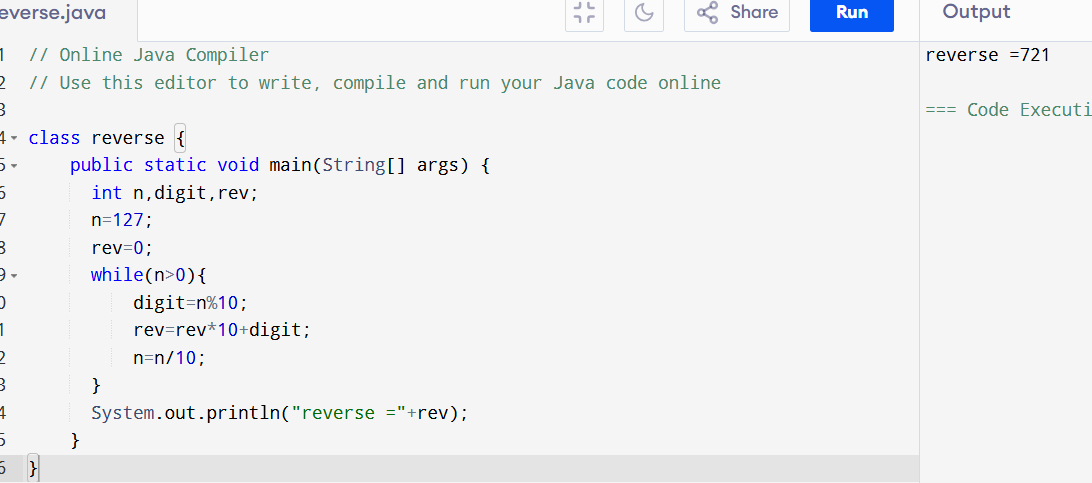 everse.java
Share
Run
Output
1 // Online Java Compiler
2 // Use this editor to write, compile and run your Java code online
3
4 class reverse {
5 public static void main(String[] args) {
6 int n,digit,rev;
7 n=127;
8 rev=0;
9 while(n>0){
0 digit=n%10;
1 rev=rev*10+digit;
2 n=n/10;
3 }
4 System.out.println("reverse ="+rev);
5 }
6 }
reverse =721
=== Code Executi